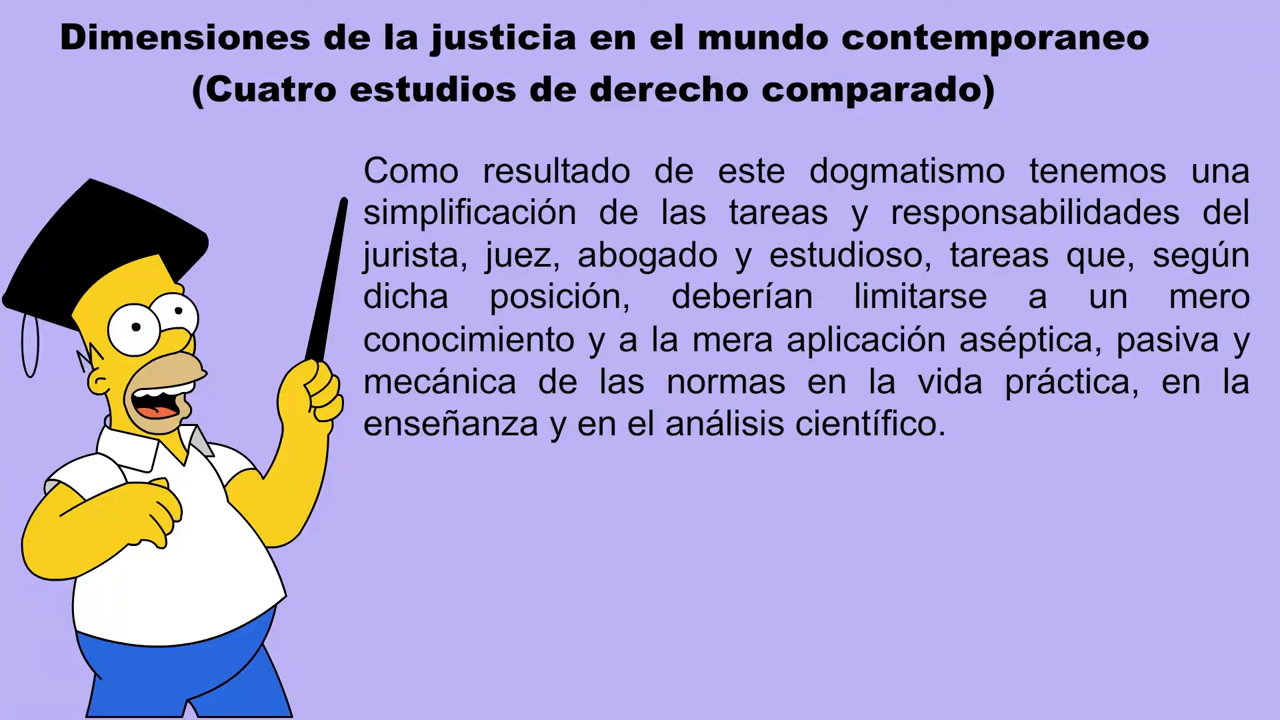 Dimensiones de la justicia en el mundo contemporaneo
(Cuatro estudios de derecho comparado)
Como resultado de este dogmatismo tenemos una
simplificación de las tareas y responsabilidades del
jurista, juez, abogado y estudioso, tareas que, según
dicha posición, deberían limitarse a un mero
conocimiento y a la mera aplicación aséptica, pasiva y
mecánica de las normas en la vida práctica, en la
enseñanza y en el análisis científico.